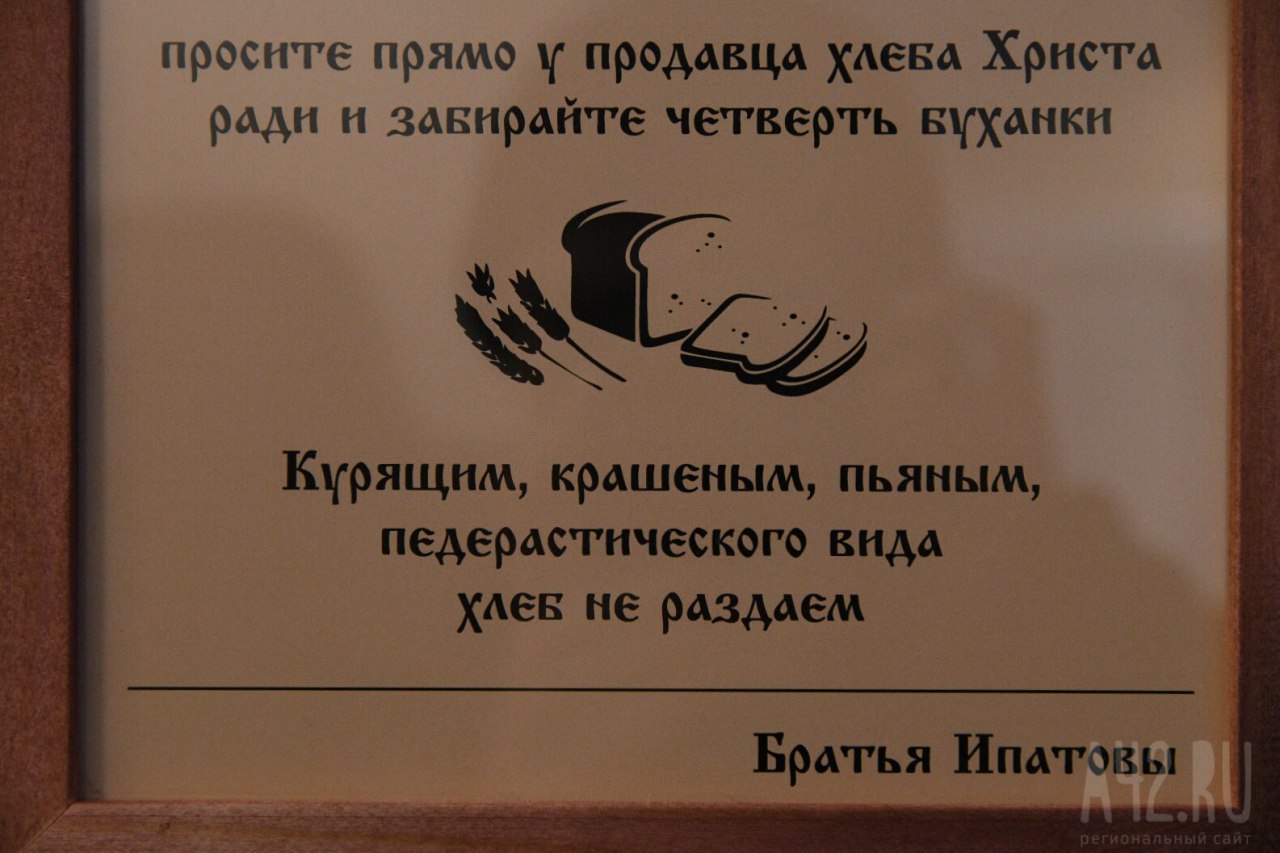 просите прямо у продавца хлеба Христа
ради и забирайте четверть буханки
Курящим, крашеным, пьяным,
педерастического вида
хлеб не раздаем
Братья Ипатовы
A42.RU
региональный сайт